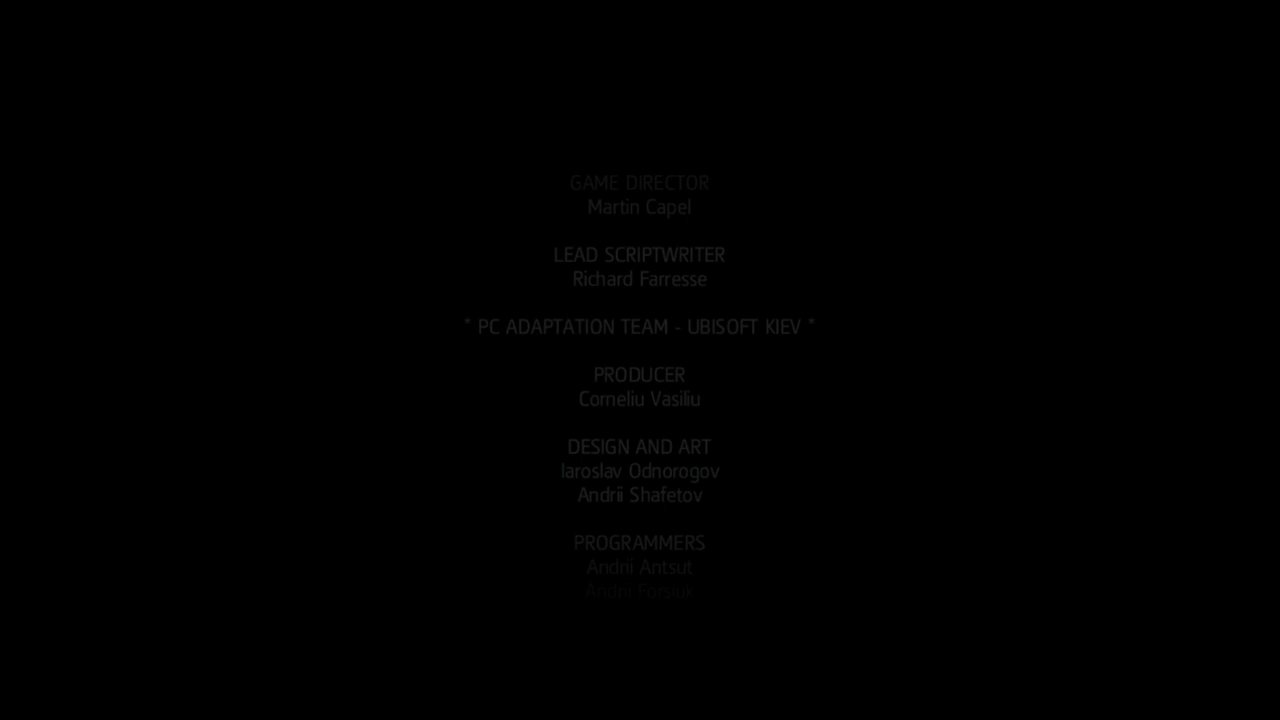 GAME DIRECTOR
Martin Capel
LEAD SCRIPTWRITER
Richard Farresse
* PC ADAPTATION TEAM - UBISOFT KIEV *
PRODUCER
Corneliu Vasiliu
DESIGN AND ART
Iaroslav Odnorogov
Andrii Shafetov
PROGRAMMERS
Andrii Antsut
Andrii